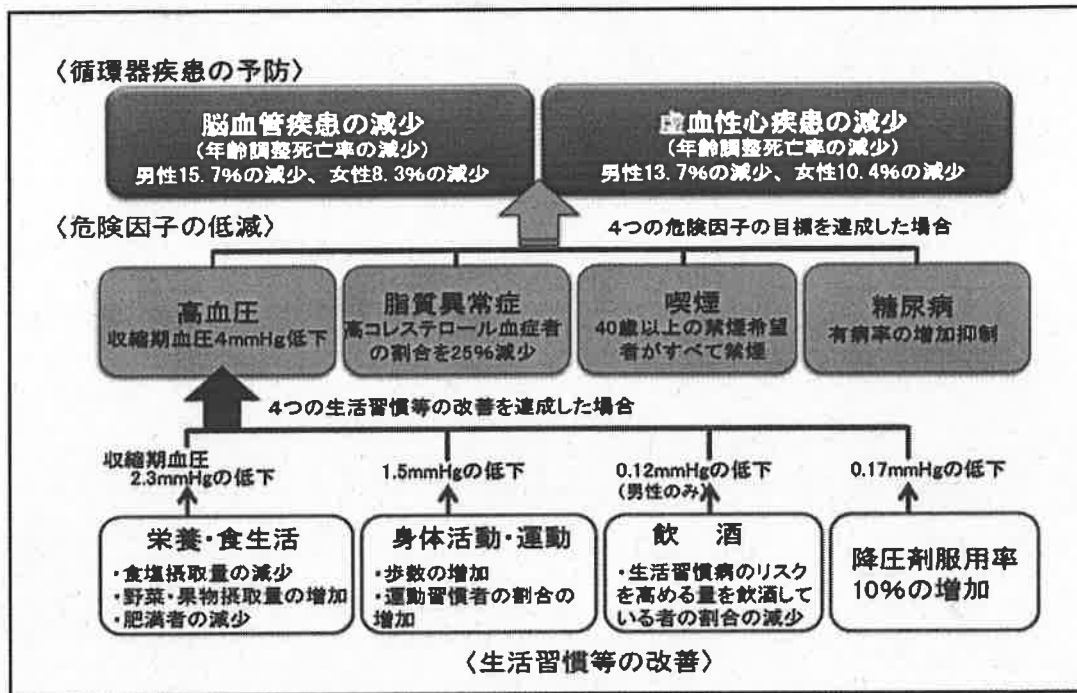 〈循環器疾患の予防〉
脳血管疾患の減少
（年齢調整死亡率の減少）
男性15.7%の減少、女性8.3%の減少
虚血性心疾患の減少
（年齢調整死亡率の減少）
男性13.7%の減少、女性10.4%の減少
〈危険因子の低減〉
4つの危険因子の目標を達成した場合
高血圧
収縮期血圧4mmHg低下
脂質異常症
高コレステロール血症者
の割合を25%減少
喫煙
40歳以上の禁煙希望
者がすべて禁煙
糖尿病
有病率の増加抑制
4つの生活習慣等の改善を達成した場合
収縮期血圧
2.3mmHgの低下
1.5mmHgの低下
0.12mmHgの低下
（男性のみ）
0.17mmHgの低下
栄養・食生活
・食塩摂取量の減少
・野菜・果物摂取量の増加
・肥満者の減少
身体活動・運動
・歩数の増加
・運動習慣者の割合の
増加
飲　酒
・生活習慣病のリスク
を高める量を飲酒して
いる者の割合の減少
降圧剤服用率
10%の増加
〈生活習慣等の改善〉